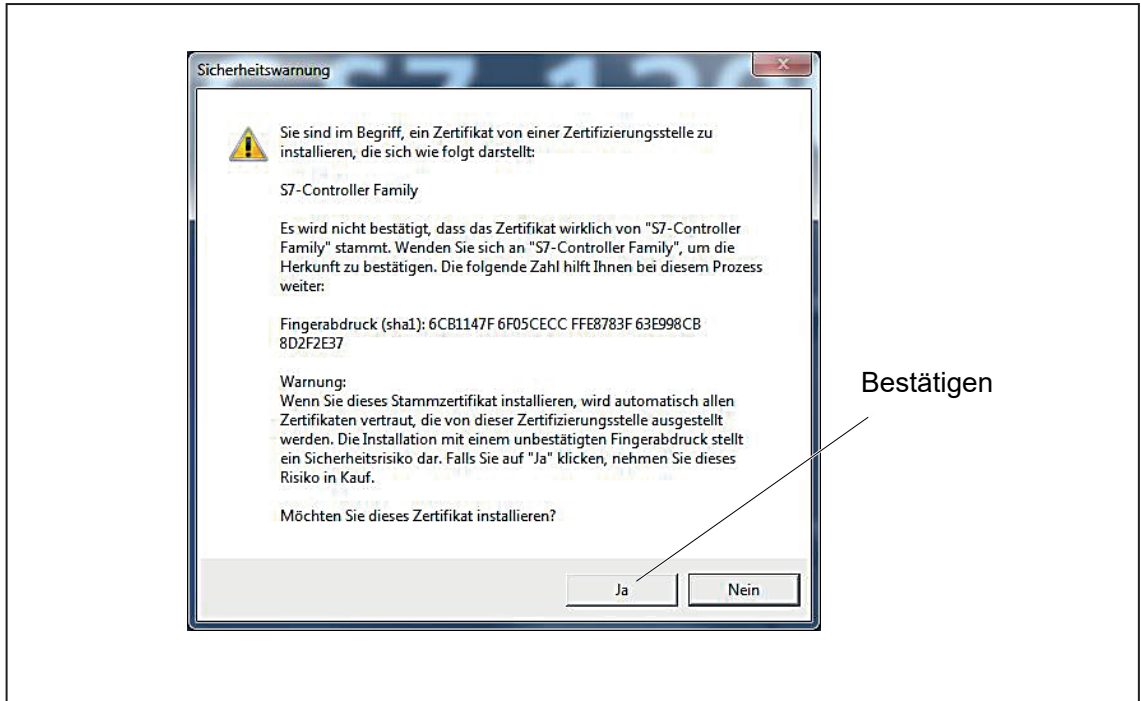 Sicherheitswarnung
Sie sind im Begriff, ein Zertifikat von einer Zertifizierungsstelle zu
installieren, die sich wie folgt darstellt:
S7-Controller Family
Es wird nicht bestätigt, dass das Zertifikat wirklich von "S7-Controller
Family" stammt. Wenden Sie sich an "S7-Controller Family", um die
Herkunft zu bestätigen. Die folgende Zahl hilft Ihnen bei diesem Prozess
weiter:
Fingerabdruck (sha1): 6CB1147F 6F05CECC FFE8783F 63E998CB
8D2F2E37
Warnung:
Wenn Sie dieses Stammzertifikat installieren, wird automatisch allen
Zertifikaten vertraut, die von dieser Zertifizierungsstelle ausgestellt
werden. Die Installation mit einem unbestätigten Fingerabdruck stellt
ein Sicherheitsrisiko dar. Falls Sie auf "Ja" klicken, nehmen Sie dieses
Risiko in Kauf.
Möchten Sie dieses Zertifikat installieren?
Bestätigen
Ja
Nein